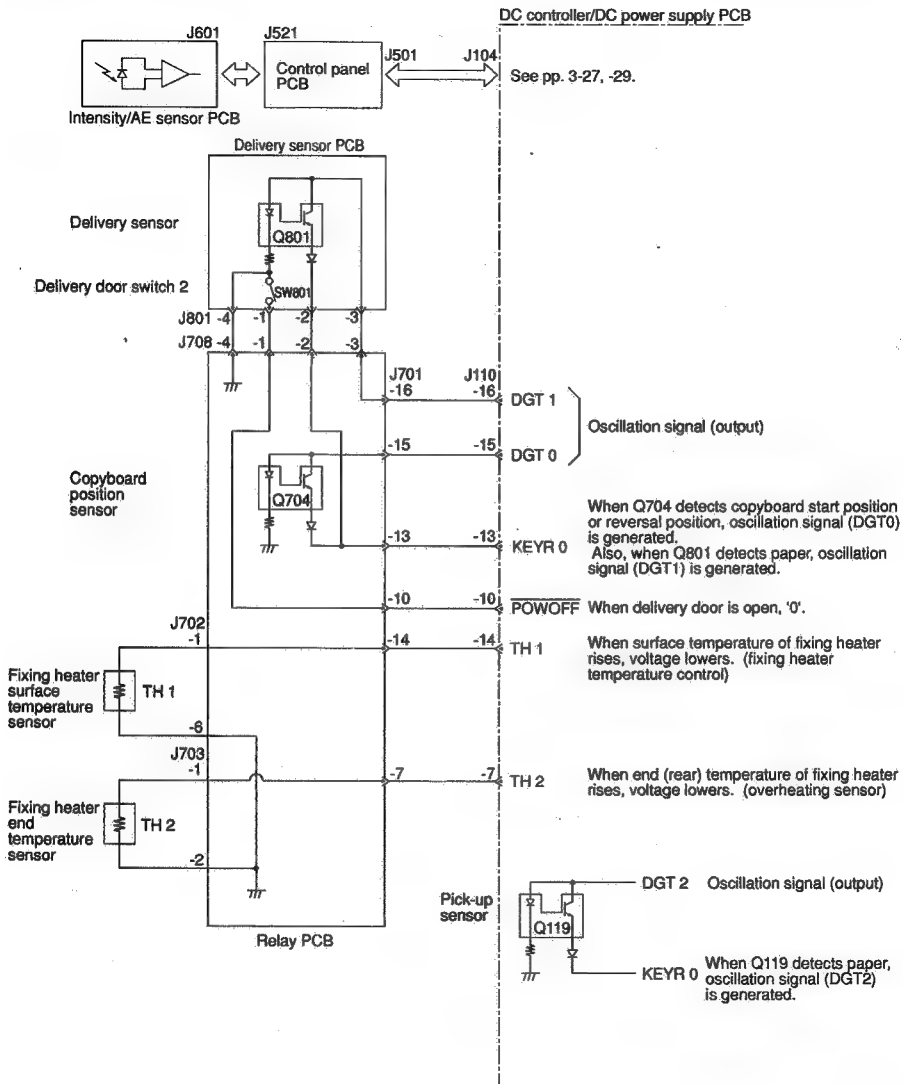 DC controller/DC power supply PCB
J601
J521
Control panel
PCB
J501
J104
See pp. 3-27, -29.
Intensity/AE sensor PCB
Delivery sensor PCB
Delivery sensor
Q801
Delivery door switch 2
SW801
J801 -4 -1 -2 -3
J708 -4 -1 -2 -3
J701
J110
-16 -16 DGT 1
Oscillation signal (output)
-15 -15 DGT 0
Copyboard
position
sensor
Q704
When Q704 detects copyboard start position
or reversal position, oscillation signal (DGT0)
is generated.
Also, when Q801 detects paper, oscillation
signal (DGT1) is generated.
-13 -13 KEYR 0
-10 -10 POWOFF When delivery door is open, '0'.
J702
-1
-14 -14 TH 1
When surface temperature of fixing heater
rises, voltage lowers. (fixing heater
temperature control)
Fixing heater
surface
temperature
sensor
TH 1
-6
J703
-1
-7 -7 TH 2
When end (rear) temperature of fixing heater
rises, voltage lowers. (overheating sensor)
Fixing heater
end
temperature
sensor
TH 2
-2
Relay PCB
Pick-up
sensor
Q119
DGT 2 Oscillation signal (output)
KEYR 0
When Q119 detects paper,
oscillation signal (DGT2)
is generated.